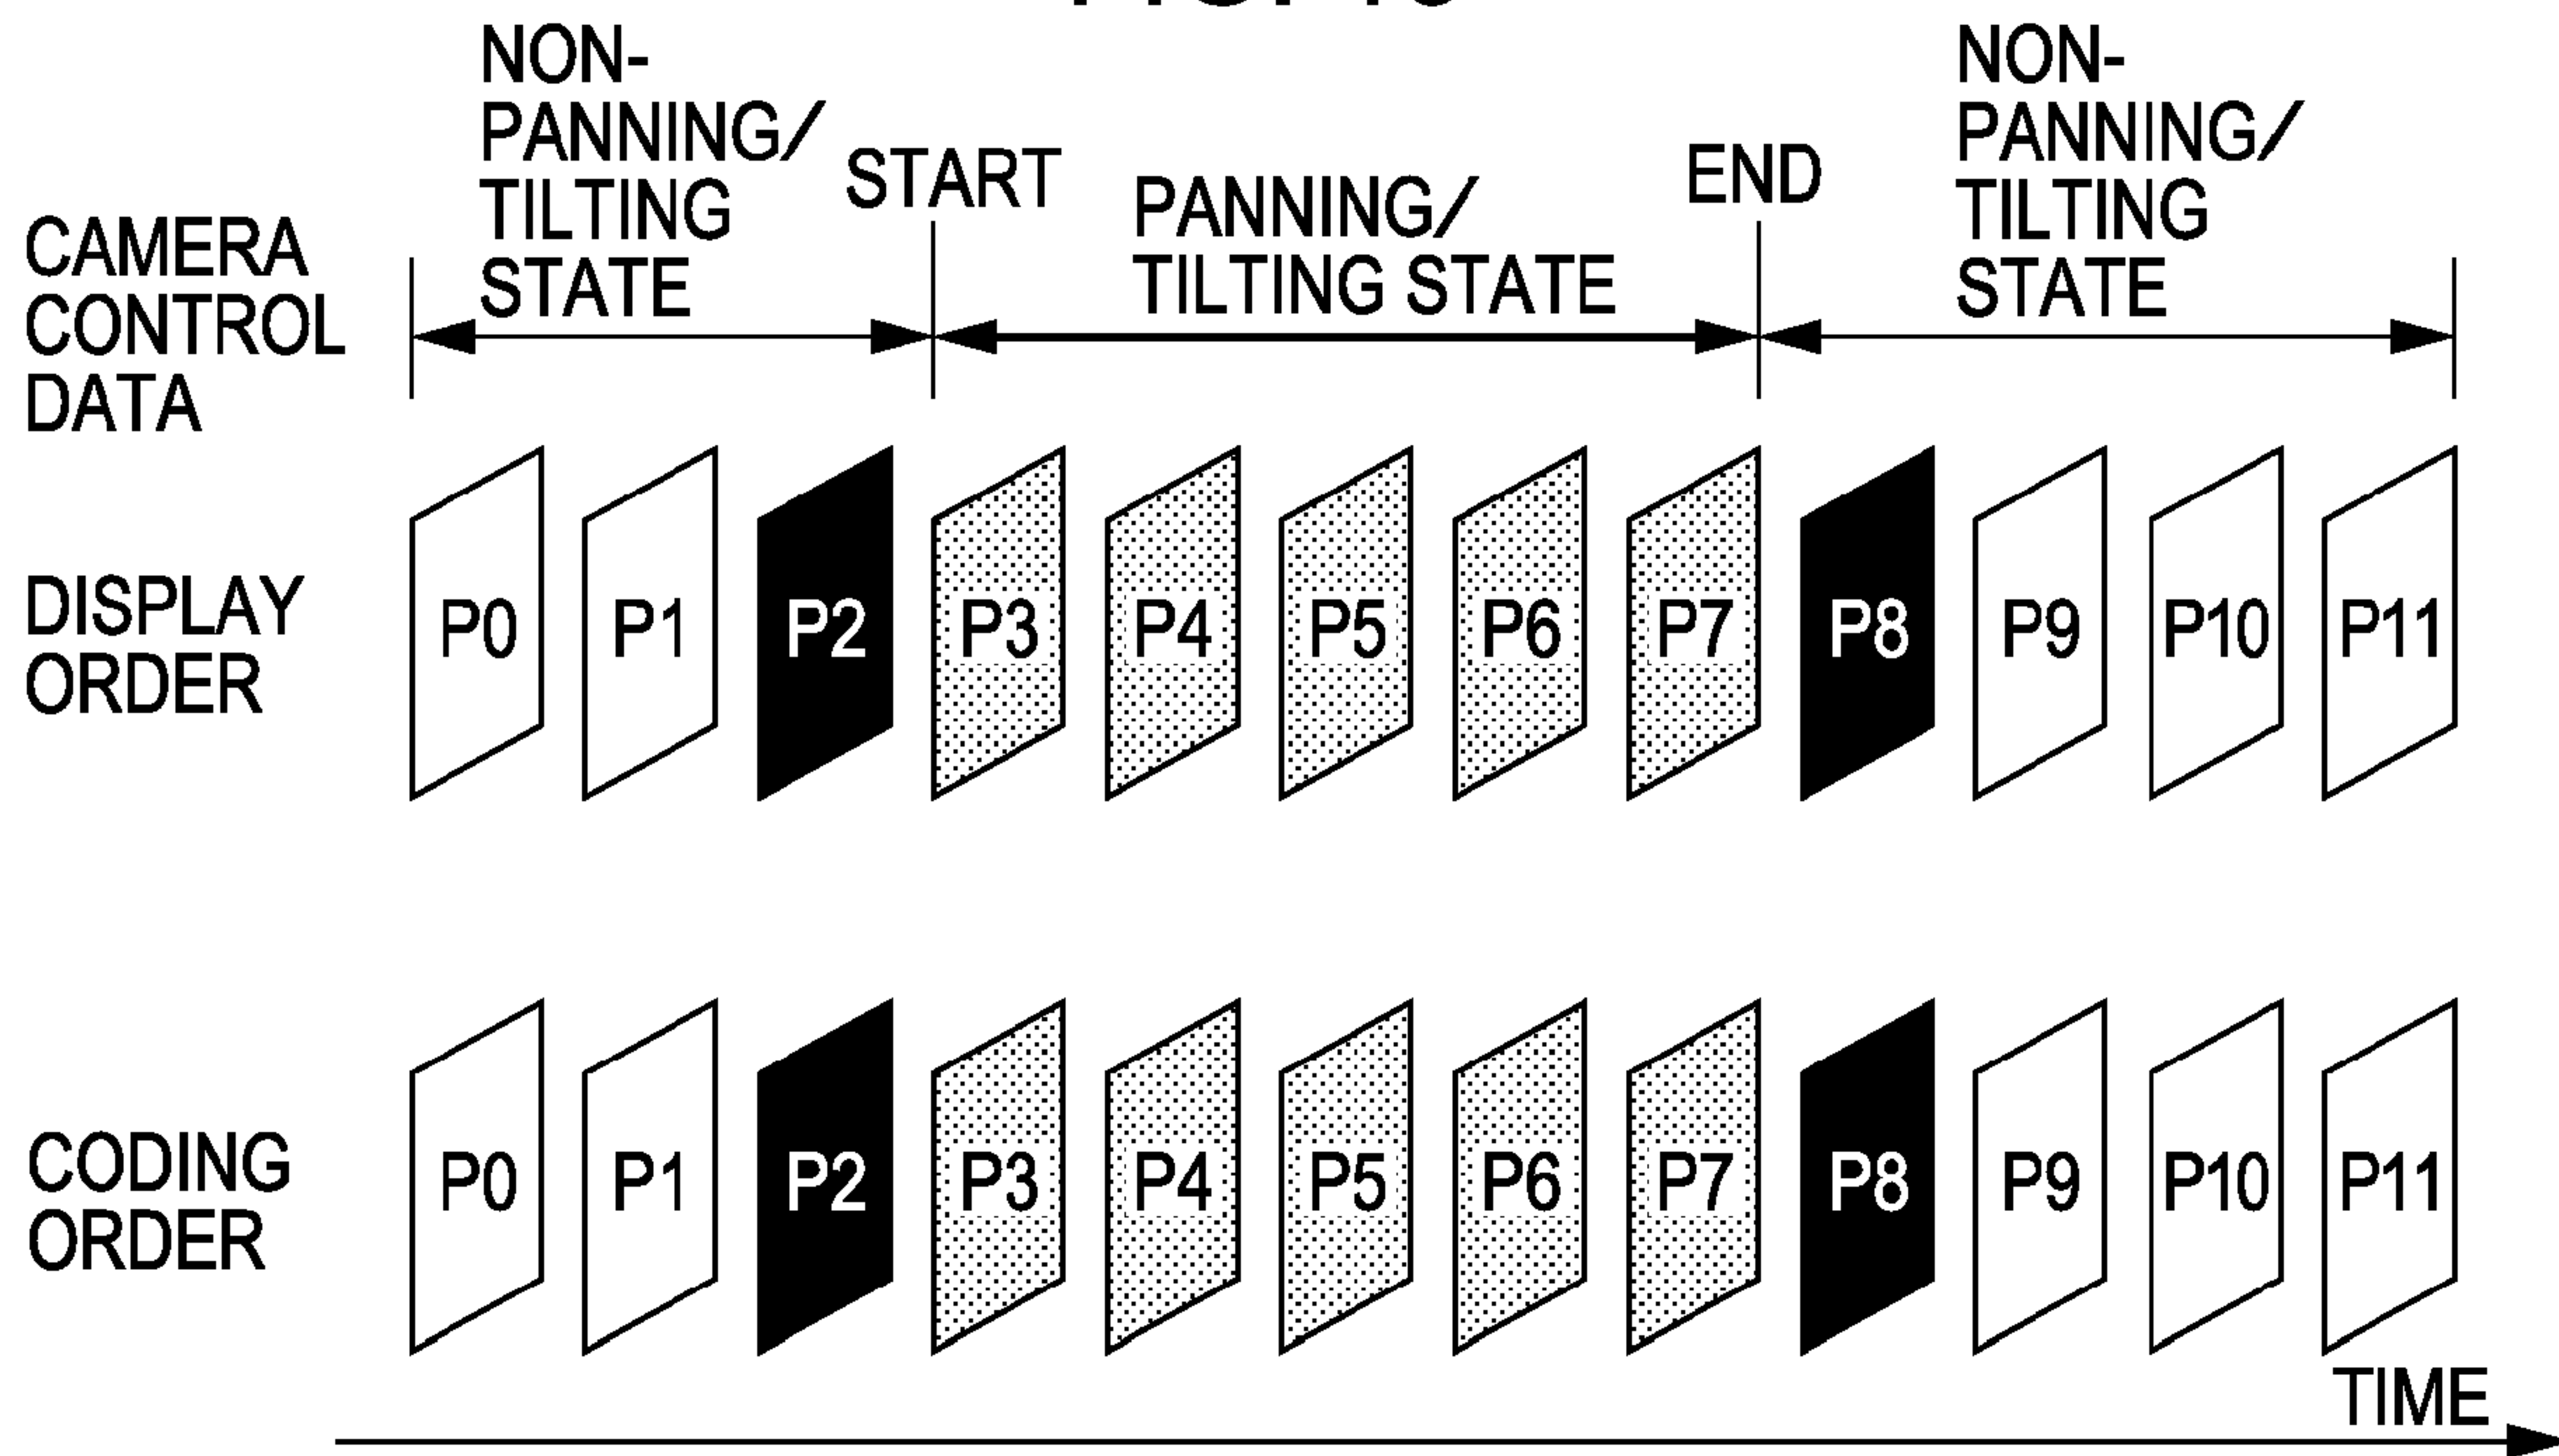 NON-
PANNING/
TILTING
STATE
START
PANNING/
TILTING STATE
END
NON-
PANNING/
TILTING
STATE
CAMERA
CONTROL
DATA
DISPLAY
ORDER
P0 P1 P2 P3 P4 P5 P6 P7 P8 P9 P10 P11
CODING
ORDER
P0 P1 P2 P3 P4 P5 P6 P7 P8 P9 P10 P11
TIME